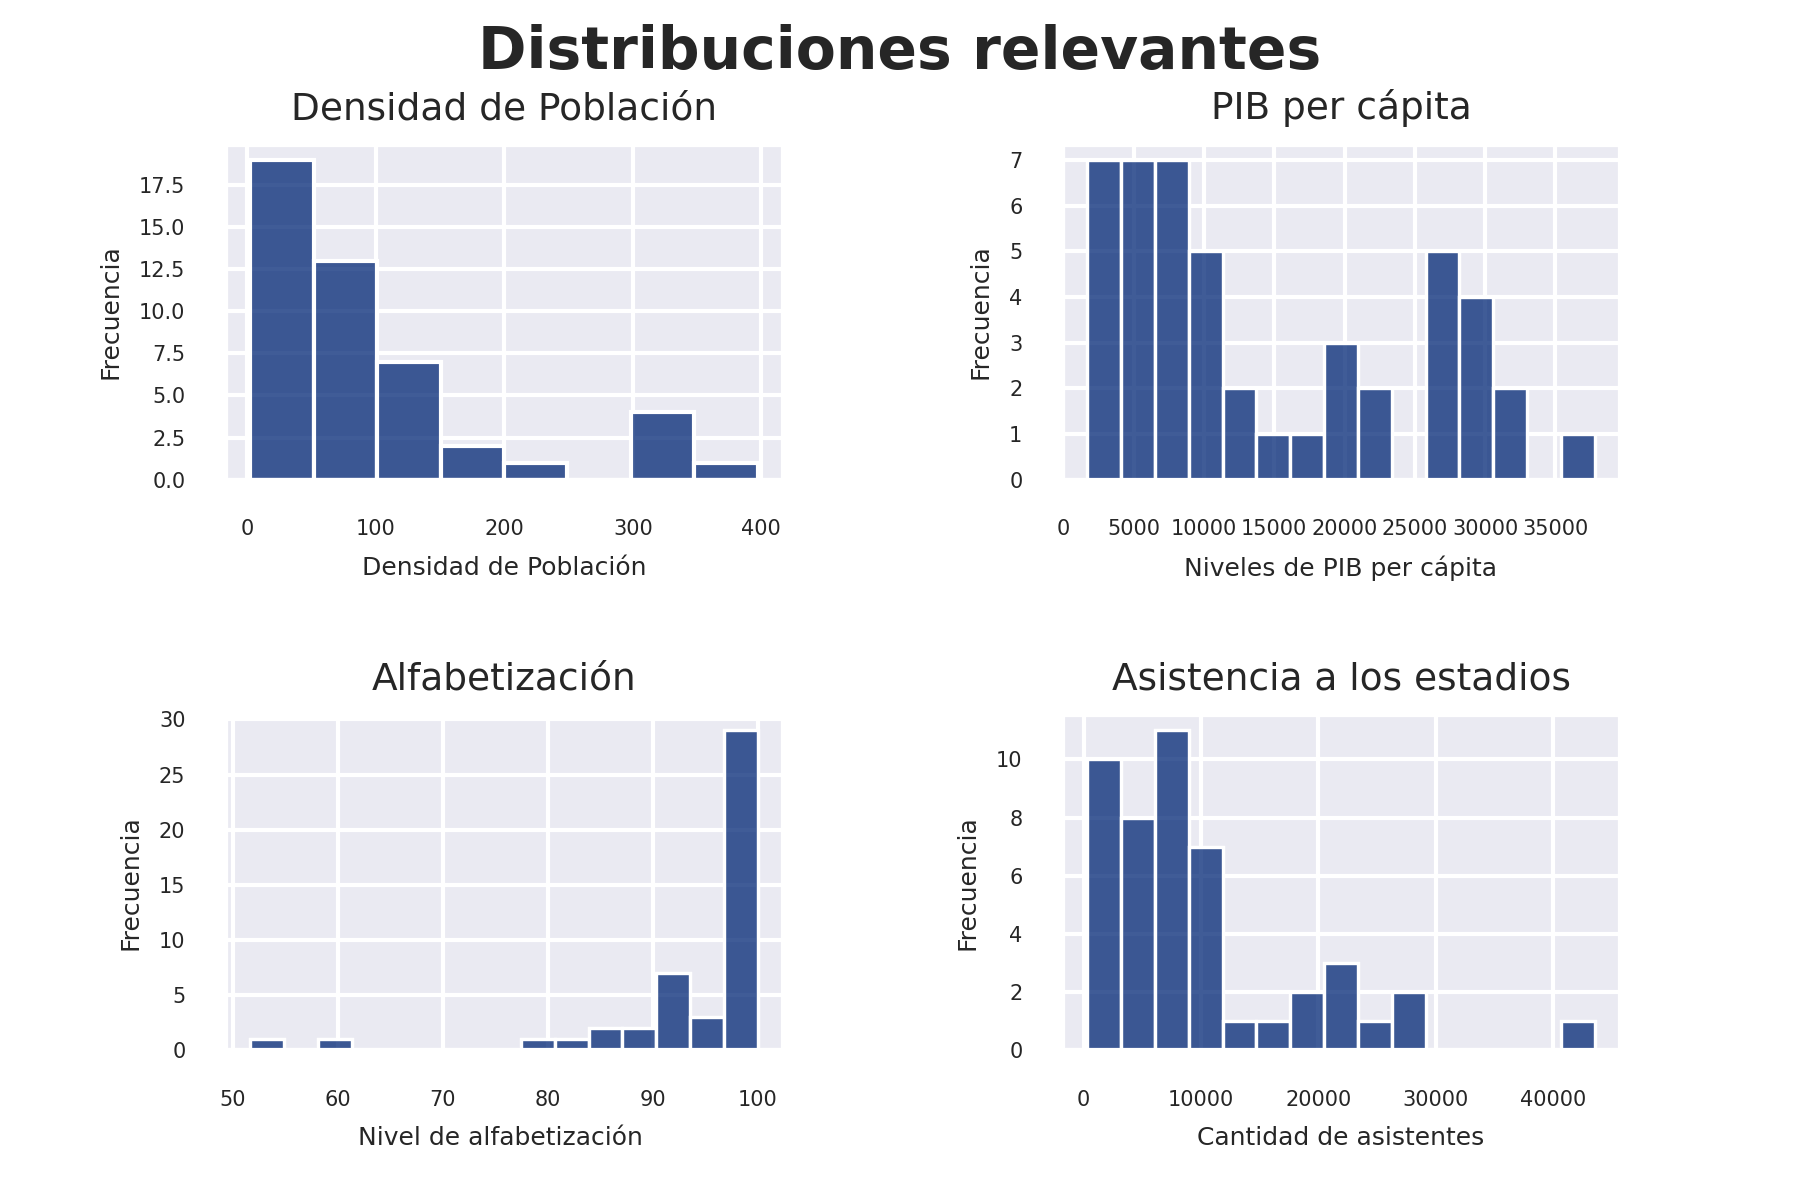 Distribuciones relevantes
Densidad de Población
Frecuencia
17.5
15.0
12.5
10.0
7.5
5.0
2.5
0.0
0 100 200 300 400
Densidad de Población
PIB per cápita
Frecuencia
7
6
5
4
3
2
1
0
0 5000 10000 15000 20000 25000 30000 35000
Niveles de PIB per cápita
Alfabetización
Frecuencia
30
25
20
15
10
5
0
50 60 70 80 90 100
Nivel de alfabetización
Asistencia a los estadios
Frecuencia
10
8
6
4
2
0
0 10000 20000 30000 40000
Cantidad de asistentes